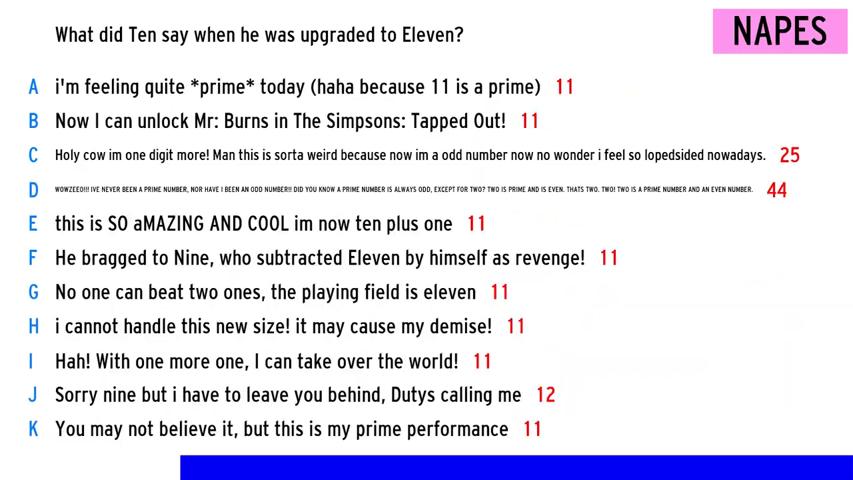 What did Ten say when he was upgraded to Eleven?
NAPES
A i'm feeling quite *prime* today (haha because 11 is a prime) 11
B Now I can unlock Mr: Burns in The Simpsons: Tapped Out! 11
C Holy cow im one digit more! Man this is sorta weird because now im a odd number now no wonder i feel so lopedsided nowadays. 25
D WOWZEEO!!! IVE NEVER BEEN A PRIME NUMBER, NOR HAVE I BEEN AN ODD NUMBER!! DID YOU KNOW A PRIME NUMBER IS ALWAYS ODD, EXCEPT FOR TWO? TWO IS PRIME AND IS EVEN. THATS TWO. TWO! TWO IS A PRIME NUMBER AND AN EVEN NUMBER. 44
E this is SO aMAZING AND COOL im now ten plus one 11
F He bragged to Nine, who subtracted Eleven by himself as revenge! 11
G No one can beat two ones, the playing field is eleven 11
H i cannot handle this new size! it may cause my demise! 11
I Hah! With one more one, I can take over the world! 11
J Sorry nine but i have to leave you behind, Dutys calling me 12
K You may not believe it, but this is my prime performance 11